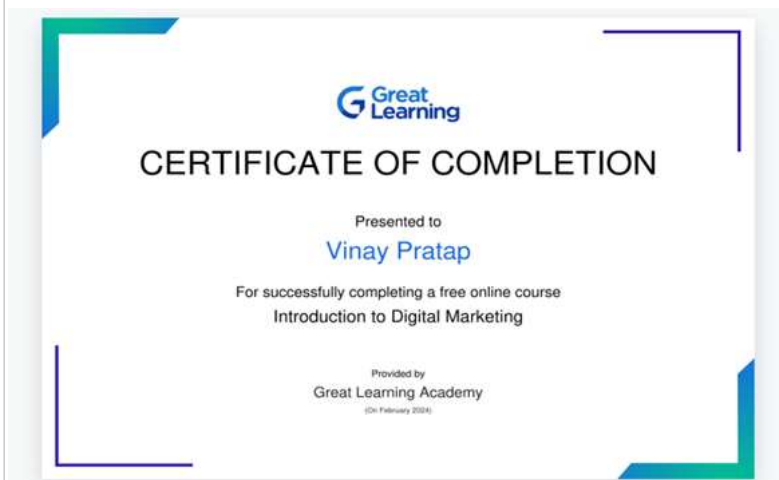 Great
Learning
CERTIFICATE OF COMPLETION
Presented to
Vinay Pratap
For successfully completing a free online course
Introduction to Digital Marketing
Provided by
Great Learning Academy
(On February 2024)